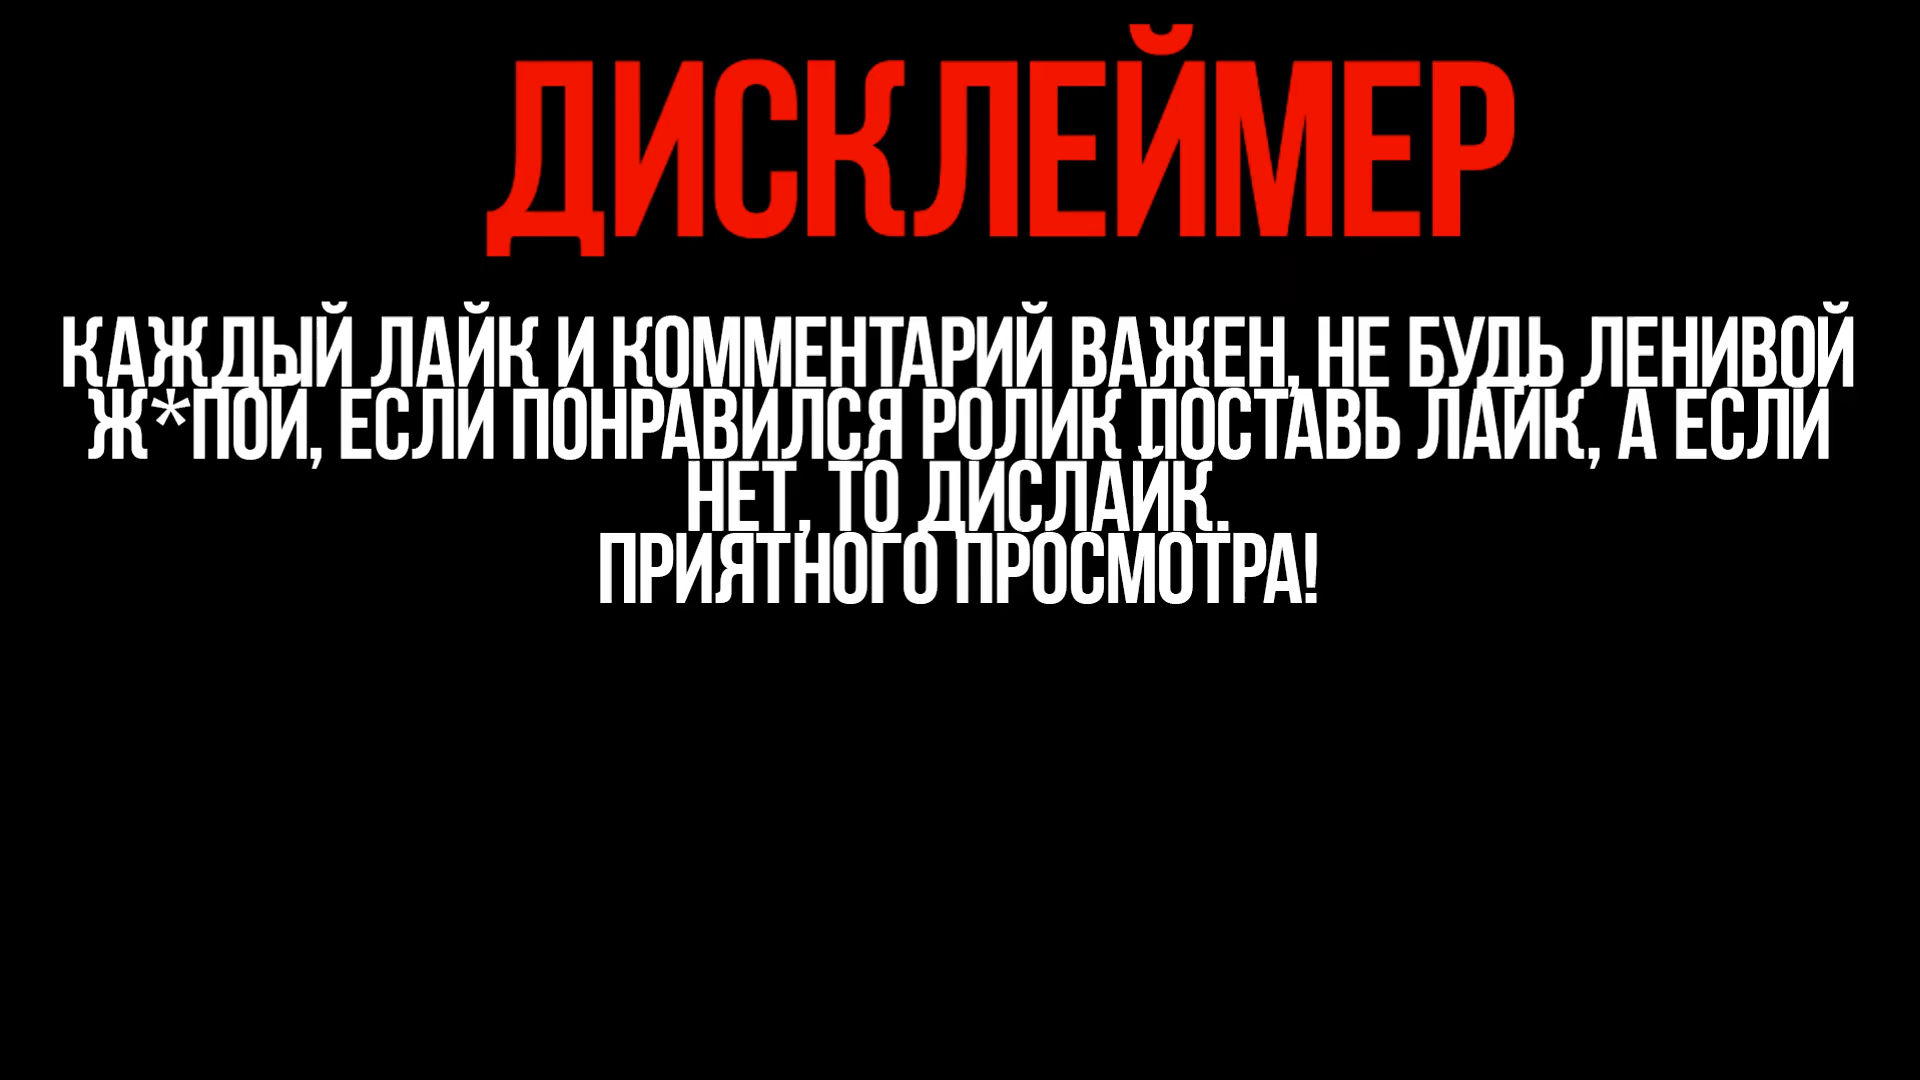 ДИСКЛЕЙМЕР
КАЖДЫЙ ЛАЙК И КОММЕНТАРИЙ ВАЖЕН, НЕ БУДЬ ЛЕНИВОЙ
Ж*ПОЙ, ЕСЛИ ПОНРАВИЛСЯ РОЛИК ПОСТАВЬ ЛАЙК, А ЕСЛИ
НЕТ, ТО ДИСЛАЙК.
ПРИЯТНОГО ПРОСМОТРА!